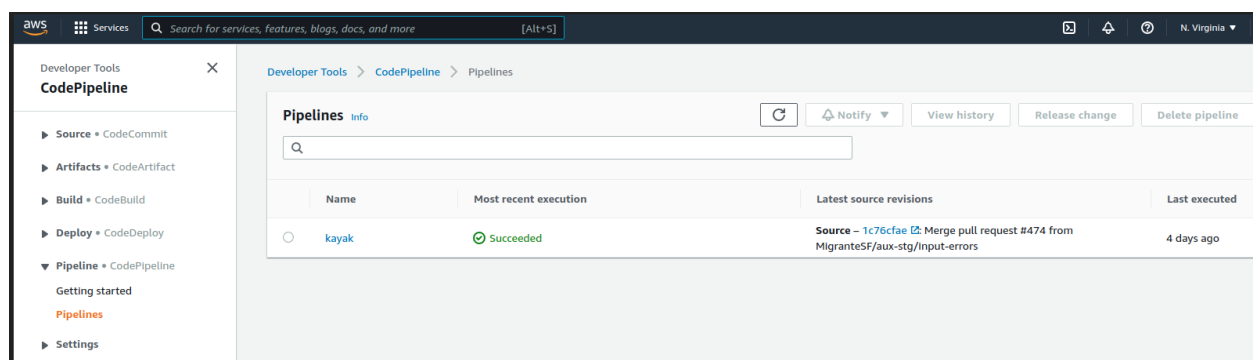 aws Services Search for services, features, blogs, docs, and more [Alt+S] N. Virginia ▼
Developer Tools
CodePipeline
Developer Tools > CodePipeline > Pipelines
Pipelines Info
Notify ▼ View history Release change Delete pipeline
Source • CodeCommit
Artifacts • CodeArtifact
Build • CodeBuild
Deploy • CodeDeploy
Pipeline • CodePipeline
Getting started
Pipelines
Settings
Name Most recent execution Latest source revisions Last executed
kayak Succeeded Source – 1c76cfae: Merge pull request #474 from 4 days ago
MigranteSF/aux-stg/input-errors